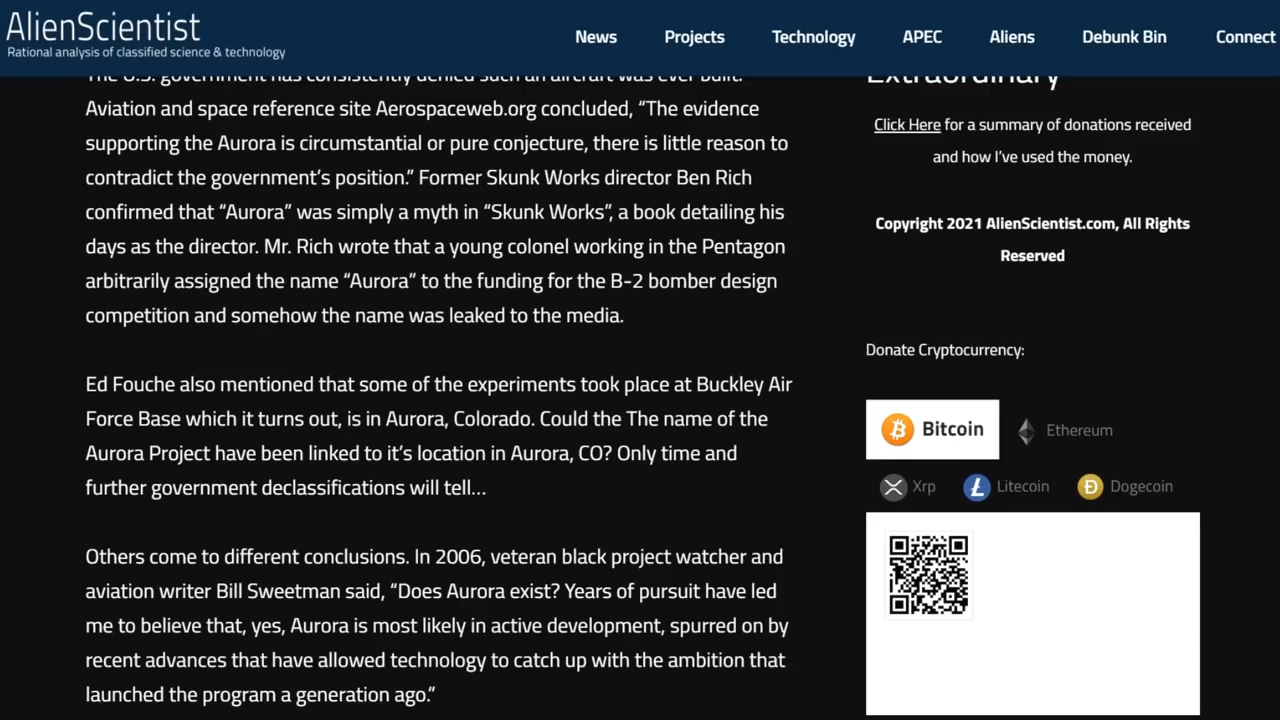 AlienScientist
Rational analysis of classified science & technology
News
Projects
Technology
APEC
Aliens
Debunk Bin
Connect
The U.S. government has consistently denied such an aircraft was ever built.
Aviation and space reference site Aerospaceweb.org concluded, “The evidence
supporting the Aurora is circumstantial or pure conjecture, there is little reason to
contradict the government’s position.” Former Skunk Works director Ben Rich
confirmed that “Aurora” was simply a myth in “Skunk Works”, a book detailing his
days as the director. Mr. Rich wrote that a young colonel working in the Pentagon
arbitrarily assigned the name “Aurora” to the funding for the B-2 bomber design
competition and somehow the name was leaked to the media.
Ed Fouche also mentioned that some of the experiments took place at Buckley Air
Force Base which it turns out, is in Aurora, Colorado. Could the The name of the
Aurora Project have been linked to it’s location in Aurora, CO? Only time and
further government declassifications will tell…
Others come to different conclusions. In 2006, veteran black project watcher and
aviation writer Bill Sweetman said, “Does Aurora exist? Years of pursuit have led
me to believe that, yes, Aurora is most likely in active development, spurred on by
recent advances that have allowed technology to catch up with the ambition that
launched the program a generation ago.”
Extraordinary
Click Here for a summary of donations received
and how I’ve used the money.
Copyright 2021 AlienScientist.com, All Rights
Reserved
Donate Cryptocurrency:
Bitcoin
Ethereum
Xrp
Litecoin
Dogecoin